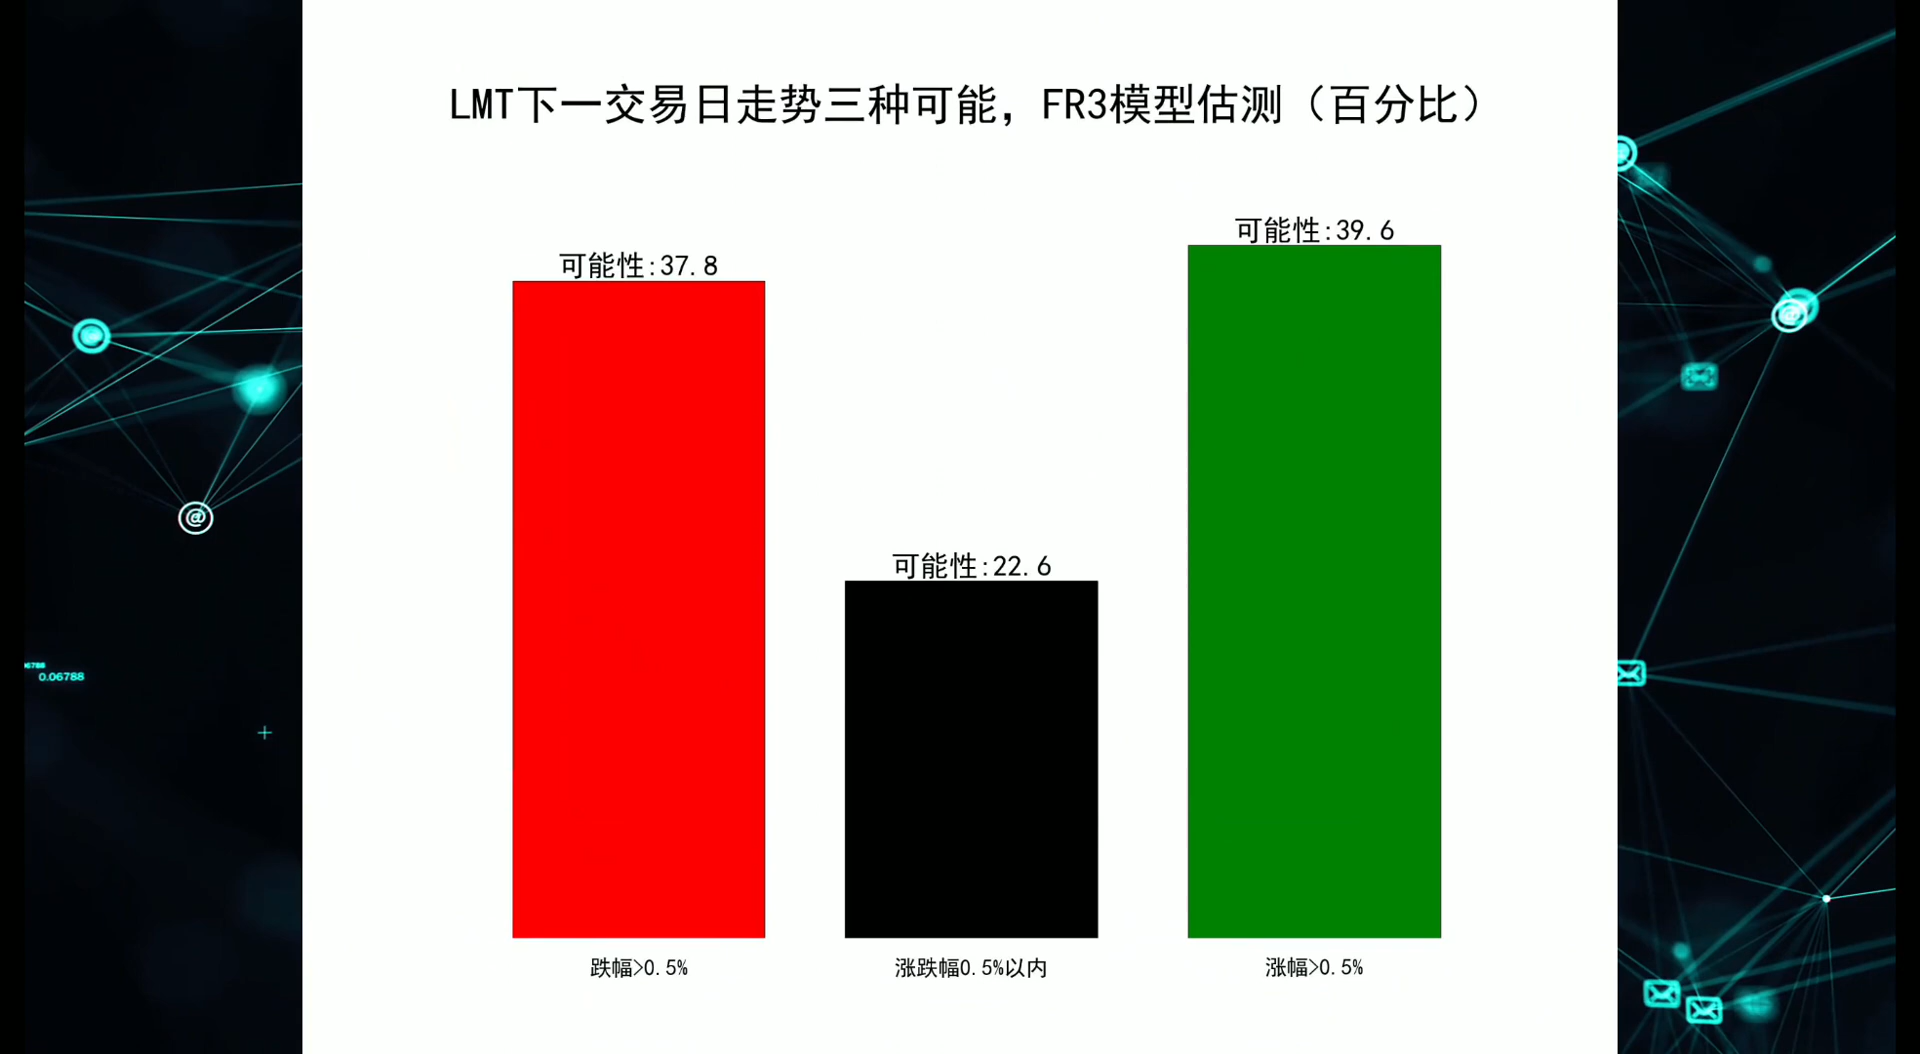 LMT下一交易日走势三种可能，FR3模型估测（百分比）
可能性:39.6
可能性:37.8
可能性:22.6
跌幅>0.5%
涨跌幅0.5%以内
涨幅>0.5%
@
0.06788